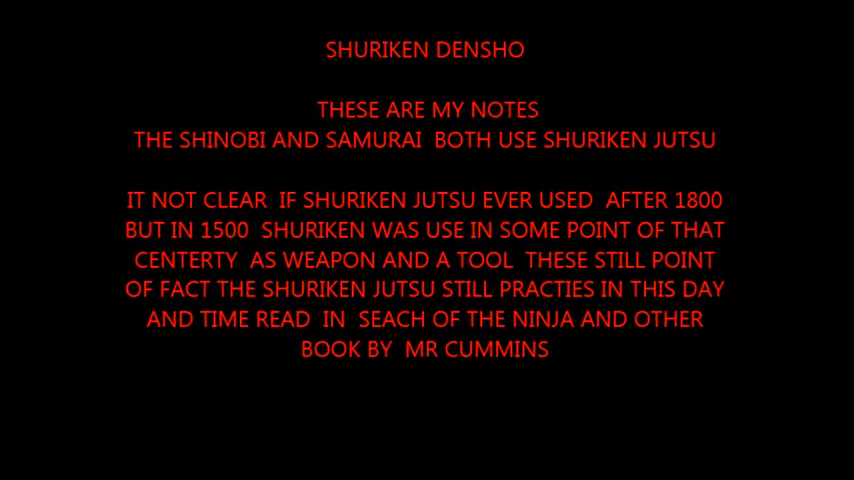 SHURIKEN DENSHO
THESE ARE MY NOTES
THE SHINOBI AND SAMURAI BOTH USE SHURIKEN JUTSU
IT NOT CLEAR IF SHURIKEN JUTSU EVER USED AFTER 1800
BUT IN 1500 SHURIKEN WAS USE IN SOME POINT OF THAT
CENTERTY AS WEAPON AND A TOOL THESE STILL POINT
OF FACT THE SHURIKEN JUTSU STILL PRACTIES IN THIS DAY
AND TIME READ IN SEACH OF THE NINJA AND OTHER
BOOK BY MR CUMMINS